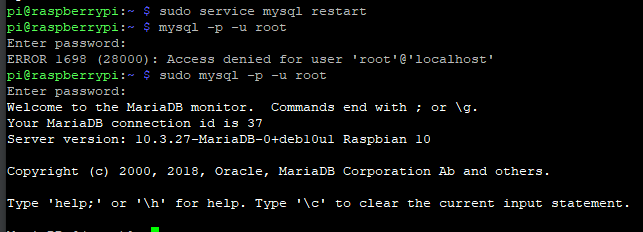 pi@raspberrypi:~ $ sudo service mysql restart
pi@raspberrypi:~ $ mysql -p -u root
Enter password:
ERROR 1698 (28000): Access denied for user 'root'@'localhost'
pi@raspberrypi:~ $ sudo mysql -p -u root
Enter password:
Welcome to the MariaDB monitor.  Commands end with ; or \g.
Your MariaDB connection id is 37
Server version: 10.3.27-MariaDB-0+deb10u1 Raspbian 10
Copyright (c) 2000, 2018, Oracle, MariaDB Corporation Ab and others.
Type 'help;' or '\h' for help. Type '\c' to clear the current input statement.